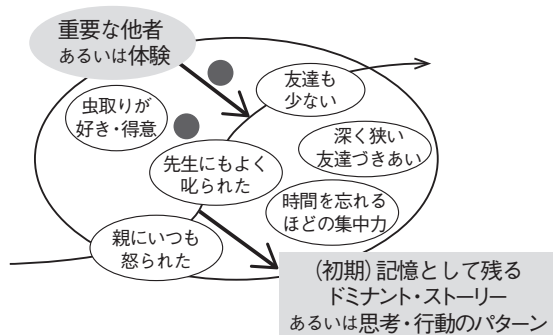 重要な他者
あるいは体験
友達も
少ない
虫取りが
好き・得意
深く狭い
友達づきあい
先生にもよく
叱られた
時間を忘れる
ほどの集中力
親にいつも
怒られた
(初期)記憶として残る
ドミナント・ストーリー
あるいは思考・行動のパターン